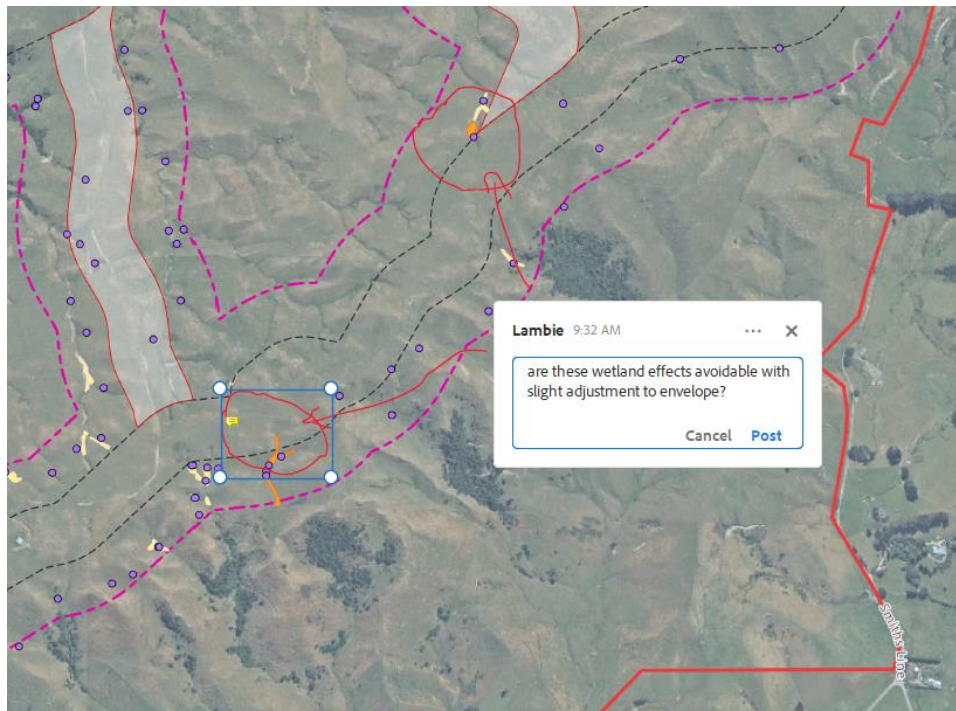 Lambie 9:32 AM
are these wetland effects avoidable with
slight adjustment to envelope?
Cancel Post
Smiths Line